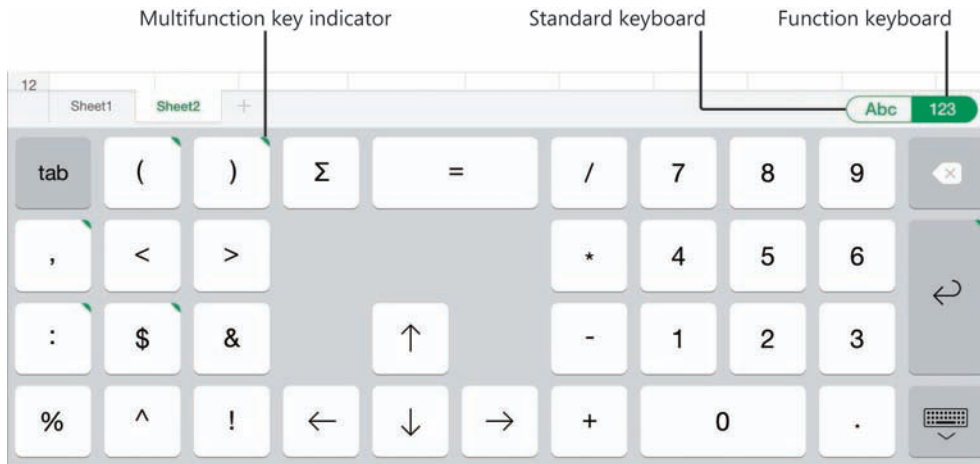 Multifunction key indicator Standard keyboard Function keyboard
12
Sheet1 Sheet2 + Abc 123
tab ( ) Σ = / 7 8 9
, < > * 4 5 6
: $ & ↑ - 1 2 3
% ^ ! ← ↓ → + 0 .